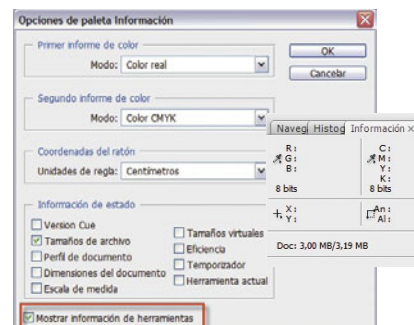 Opciones de paleta Información
Primer informe de color
Modo: Color real
OK
Cancelar
Segundo informe de color
Modo: Color CMYK
Coordenadas del ratón
Unidades de regla: Centímetros
Información de estado
Version Cue
Tamaños de archivo
Perfil de documento
Dimensiones del documento
Escala de medida
Tamaños virtuales
Eficiencia
Temporizador
Herramienta actual
Mostrar información de herramientas
Naveg Histog Información ×
R: C:
G: M:
B: Y:
K:
8 bits 8 bits
X: An:
Y: Al:
Doc: 3,00 MB/3,19 MB